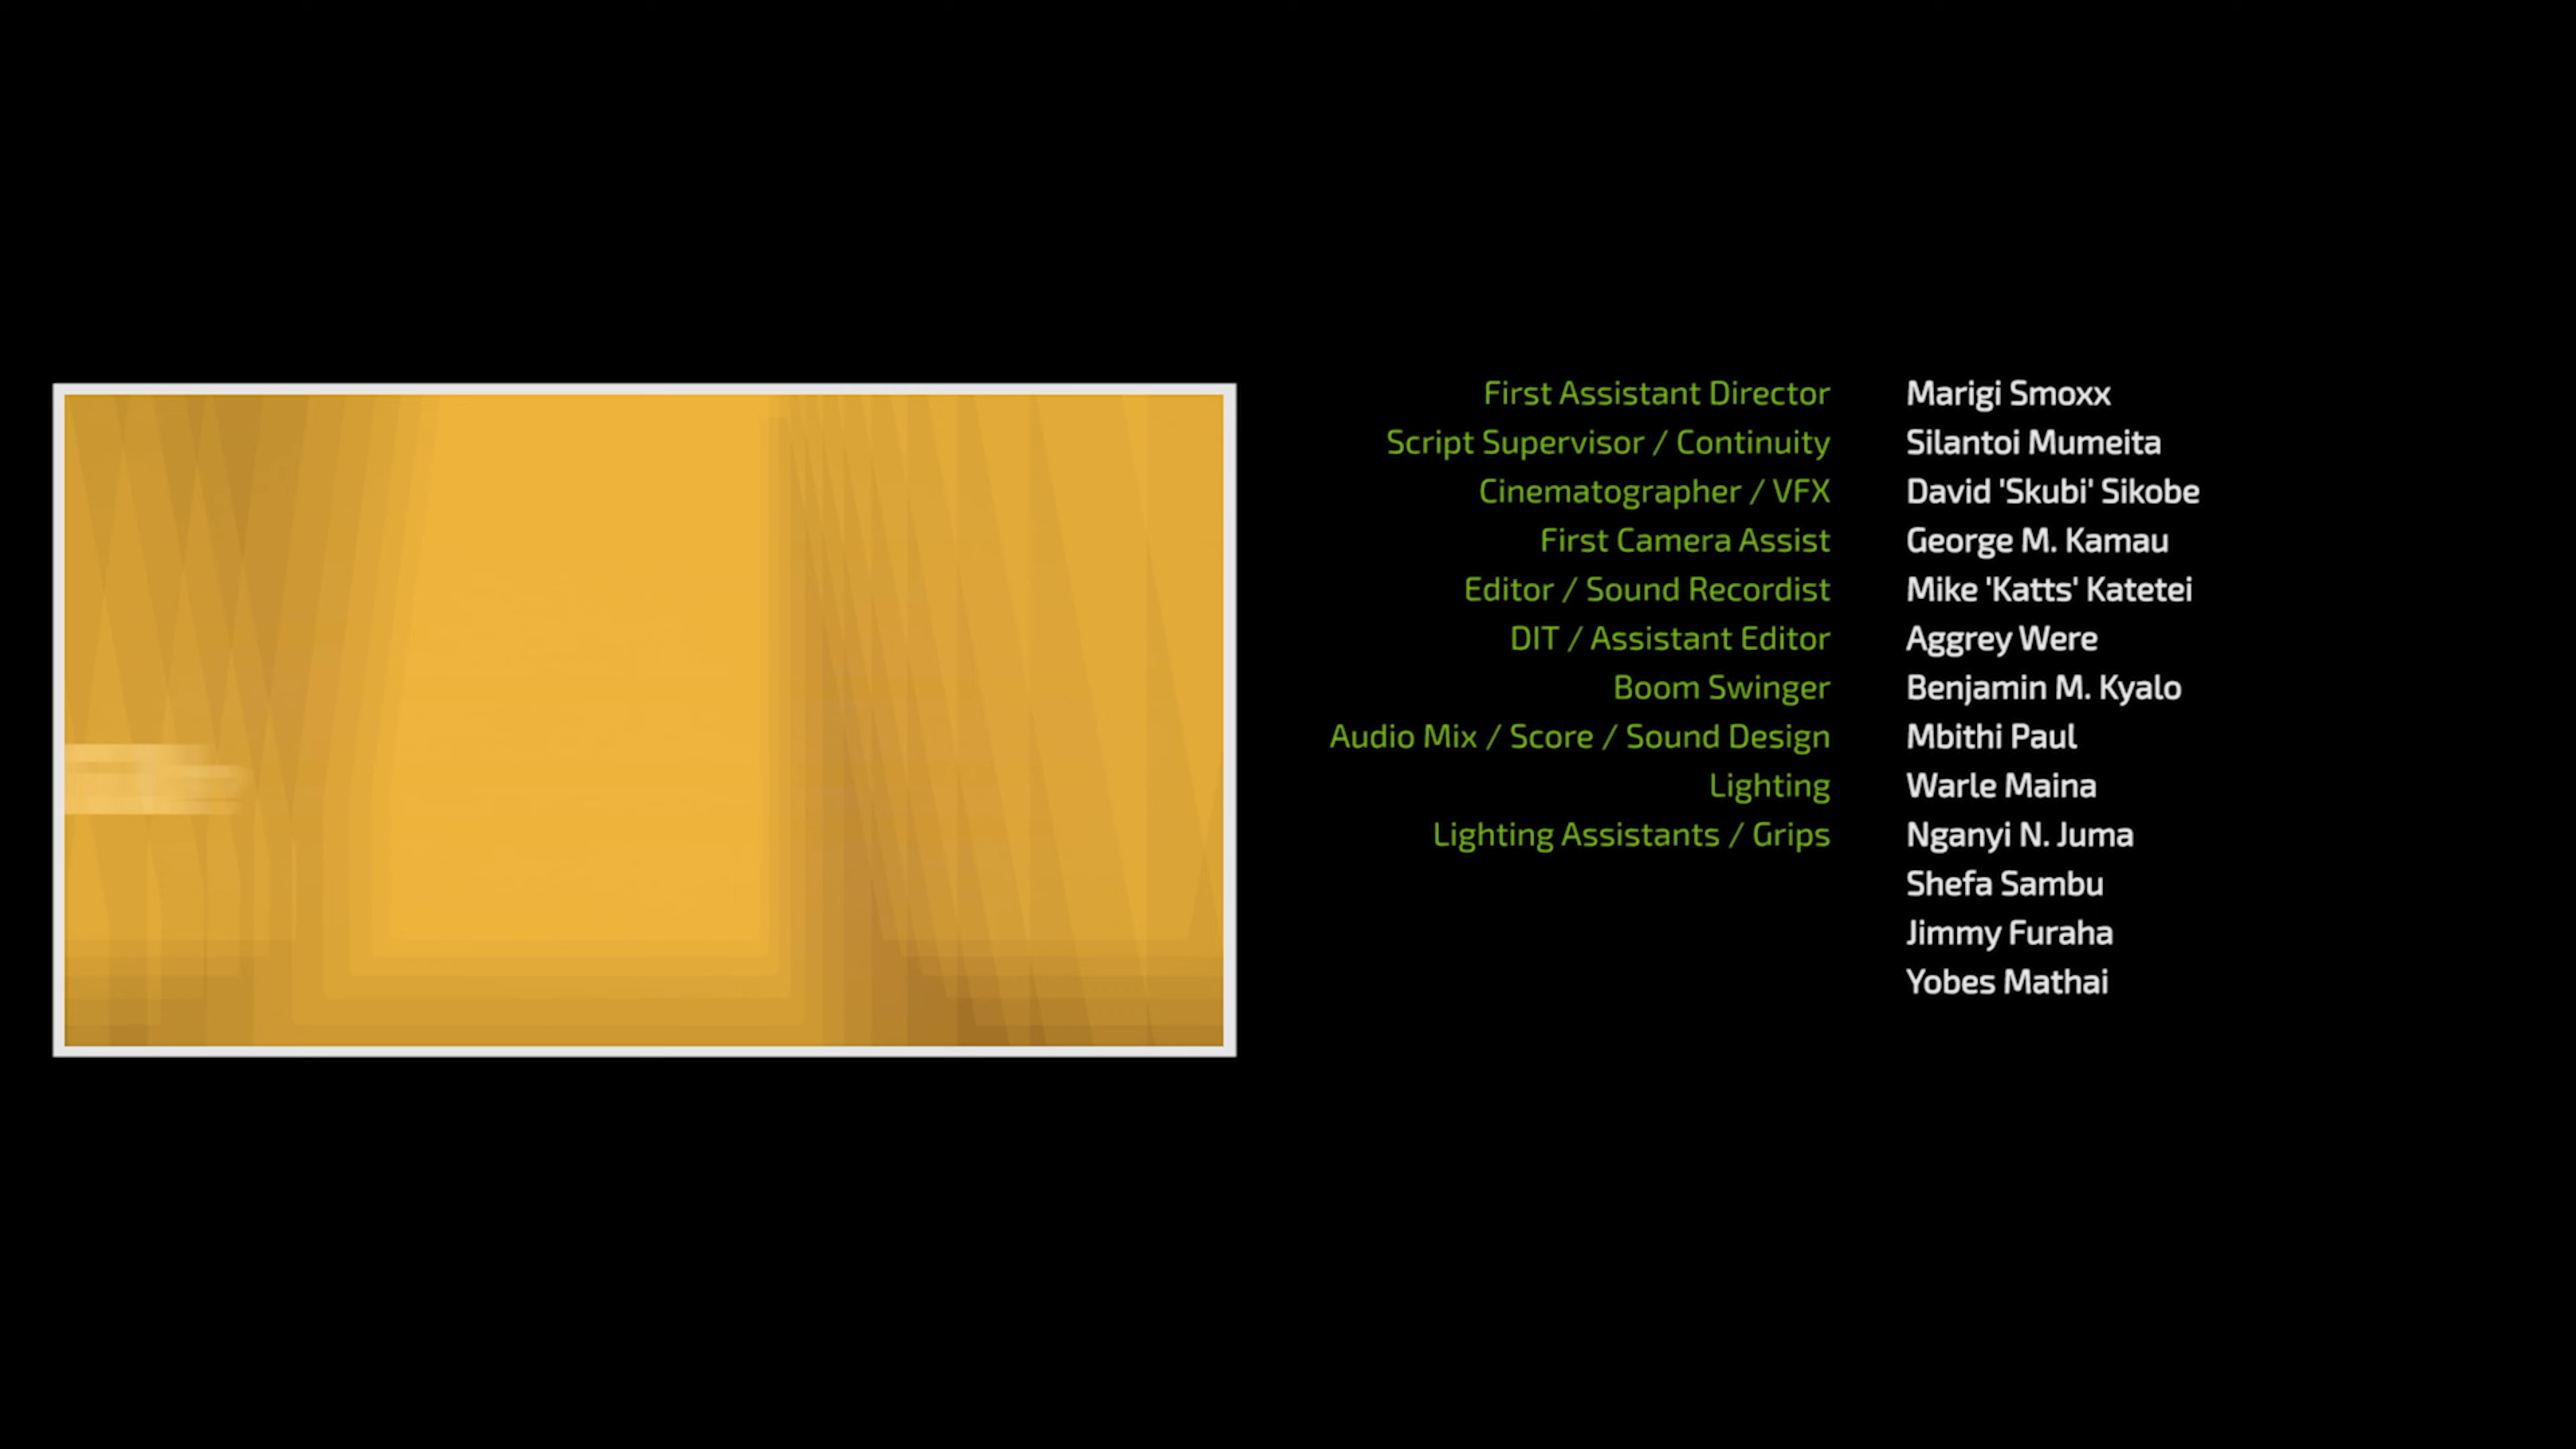 First Assistant Director Marigi Smoxx
Script Supervisor / Continuity Silantoi Mumeita
Cinematographer / VFX David 'Skubi' Sikobe
First Camera Assist George M. Kamau
Editor / Sound Recordist Mike 'Katts' Katetei
DIT / Assistant Editor Aggrey Were
Boom Swinger Benjamin M. Kyalo
Audio Mix / Score / Sound Design Mbithi Paul
Lighting Warle Maina
Lighting Assistants / Grips Nganyi N. Juma
Shefa Sambu
Jimmy Furaha
Yobes Mathai